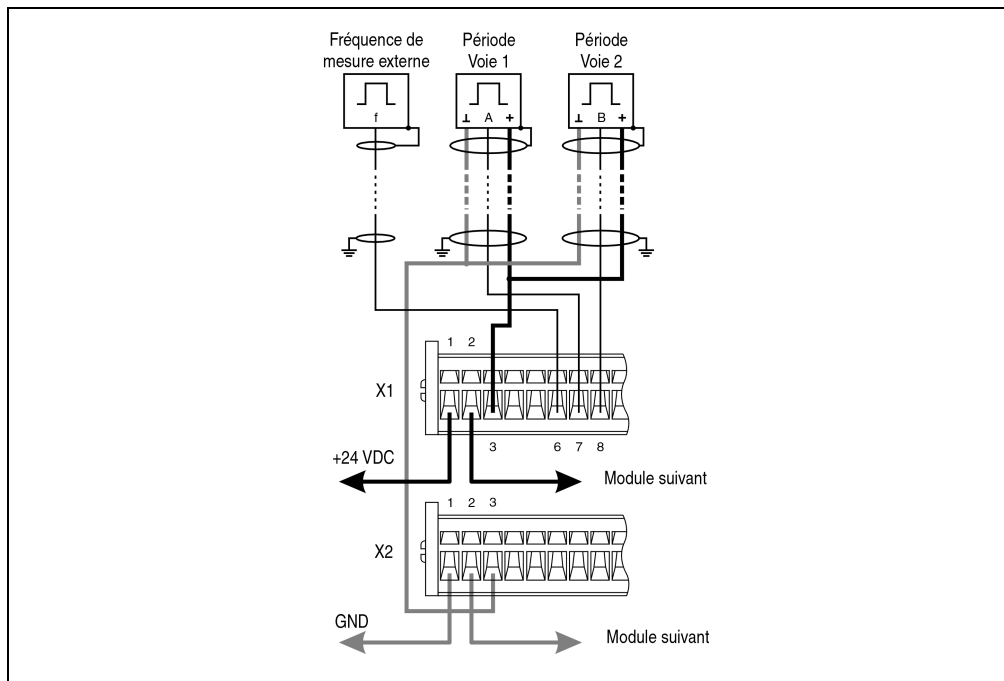 Fréquence de
mesure externe
Période
Voie 1
Période
Voie 2
f
⊥ A +
⊥ B +
1 2
X1
3 6 7 8
+24 VDC
Module suivant
1 2 3
X2
GND
Module suivant